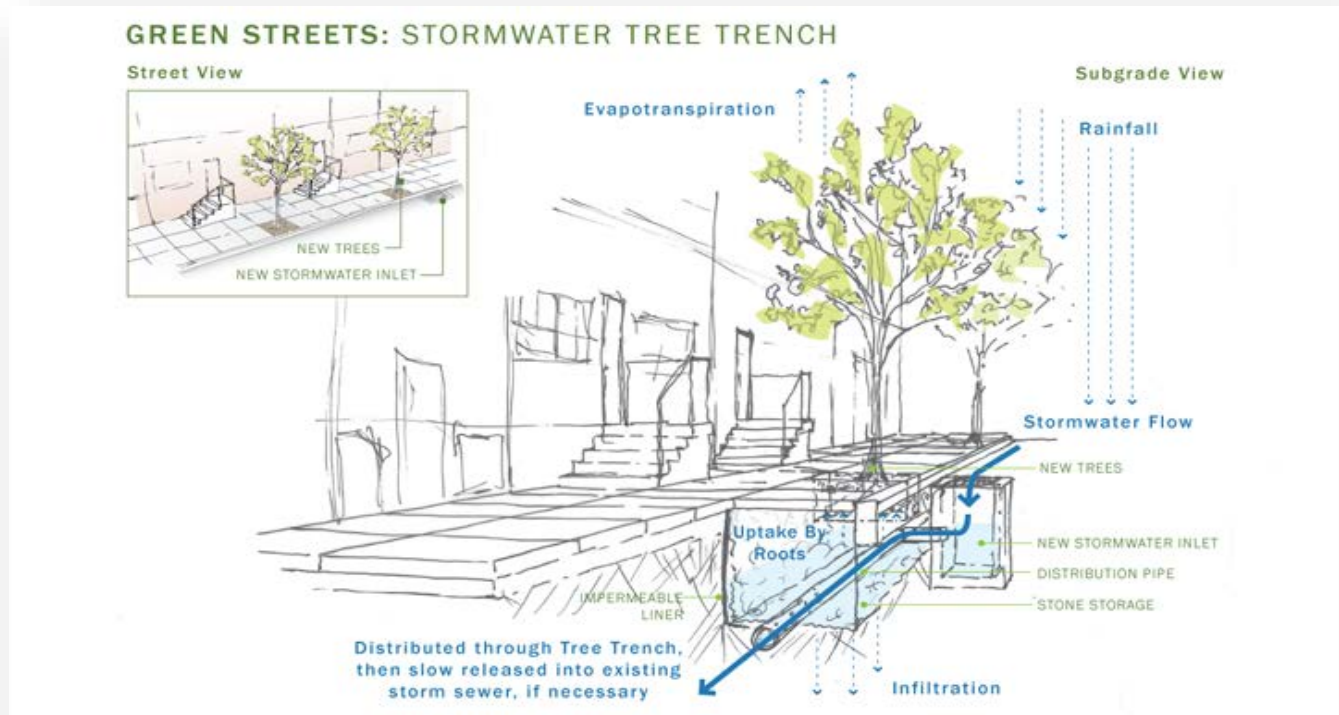 GREEN STREETS: STORMWATER TREE TRENCH
Street View
Subgrade View
NEW TREES
NEW STORMWATER INLET
Evapotranspiration
Rainfall
Stormwater Flow
NEW TREES
Uptake By
Roots
NEW STORMWATER INLET
DISTRIBUTION PIPE
IMPERMEABLE
LINER
STONE STORAGE
Distributed through Tree Trench,
then slow released into existing
storm sewer, if necessary
Infiltration